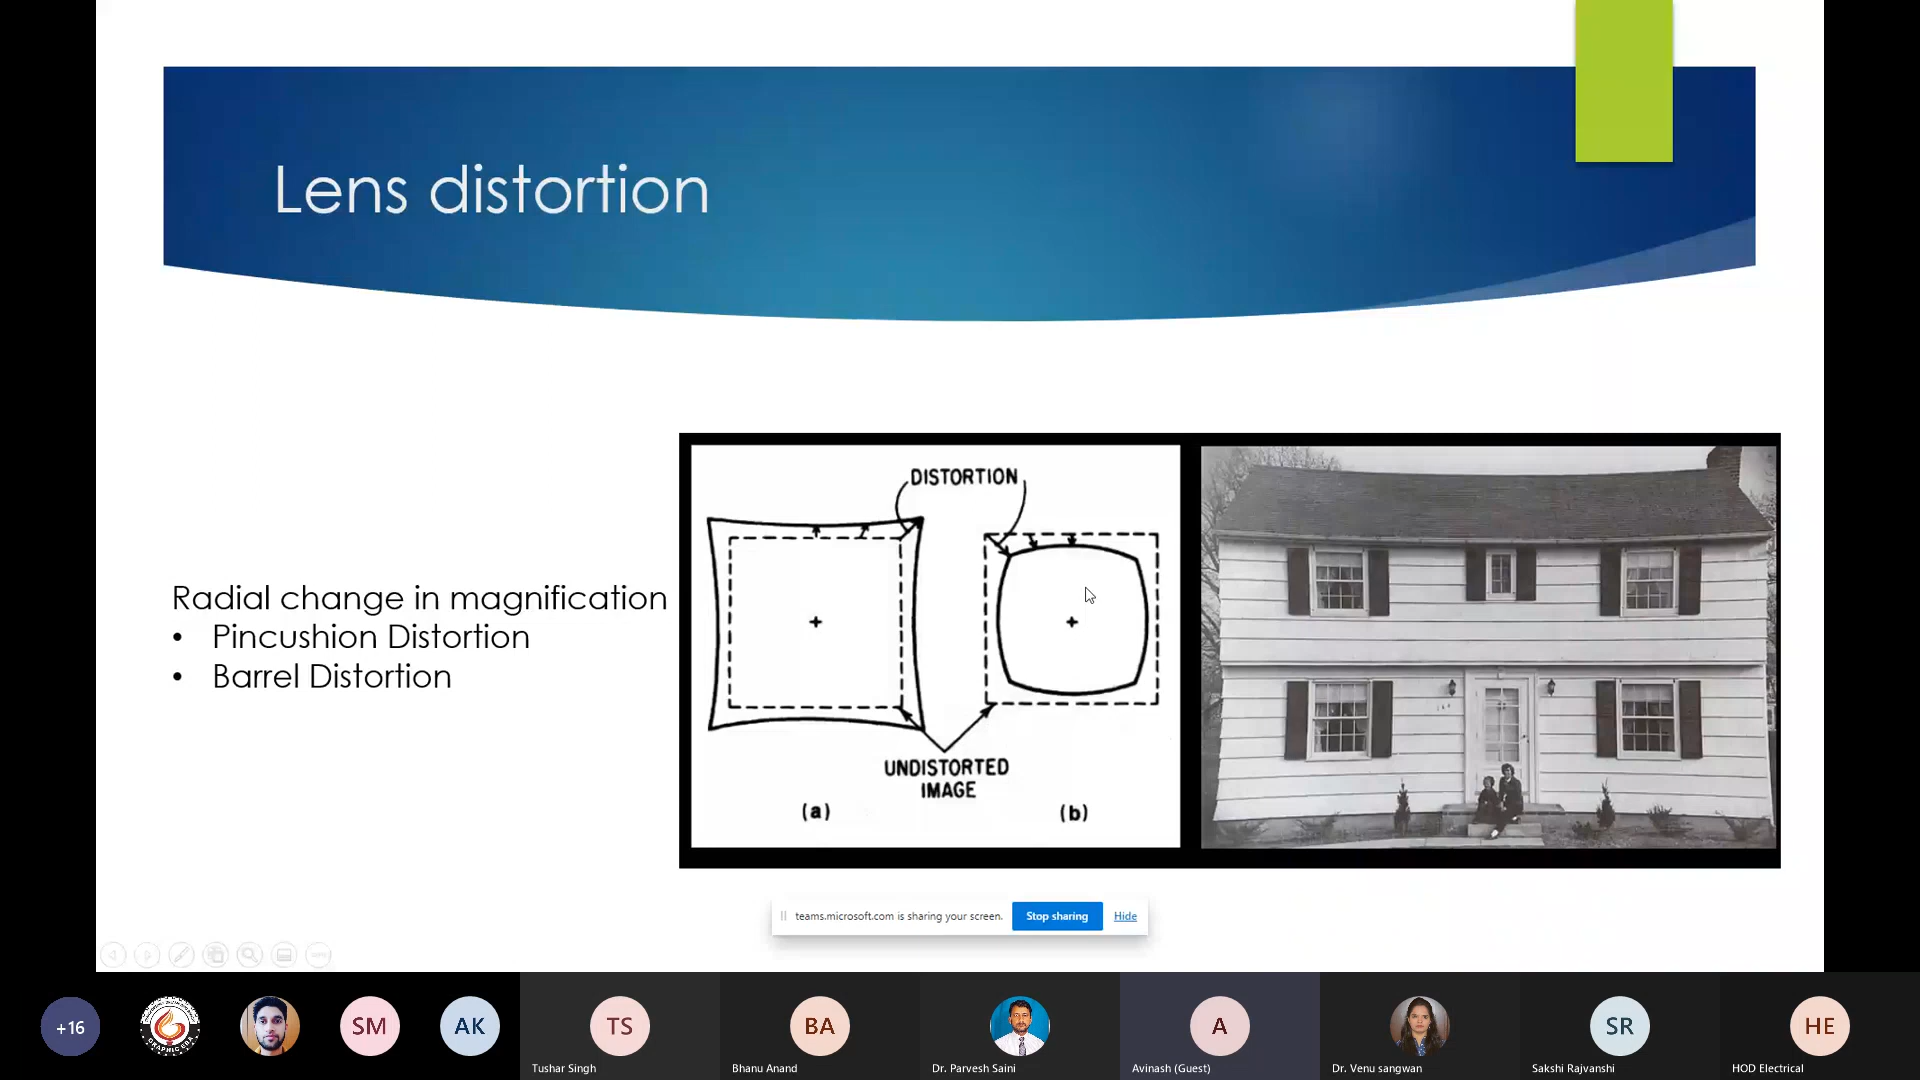 Lens distortion
Radial change in magnification
• Pincushion Distortion
• Barrel Distortion
DISTORTION
UNDISTORTED
IMAGE
(a)
(b)
teams.microsoft.com is sharing your screen.
Stop sharing
Hide
+16
GRAPHIC ERA
SM
AK
TS
BA
A
SR
HE
Tushar Singh
Bhanu Anand
Dr. Parvesh Saini
Avinash (Guest)
Dr. Venu sangwan
Sakshi Rajvanshi
HOD Electrical